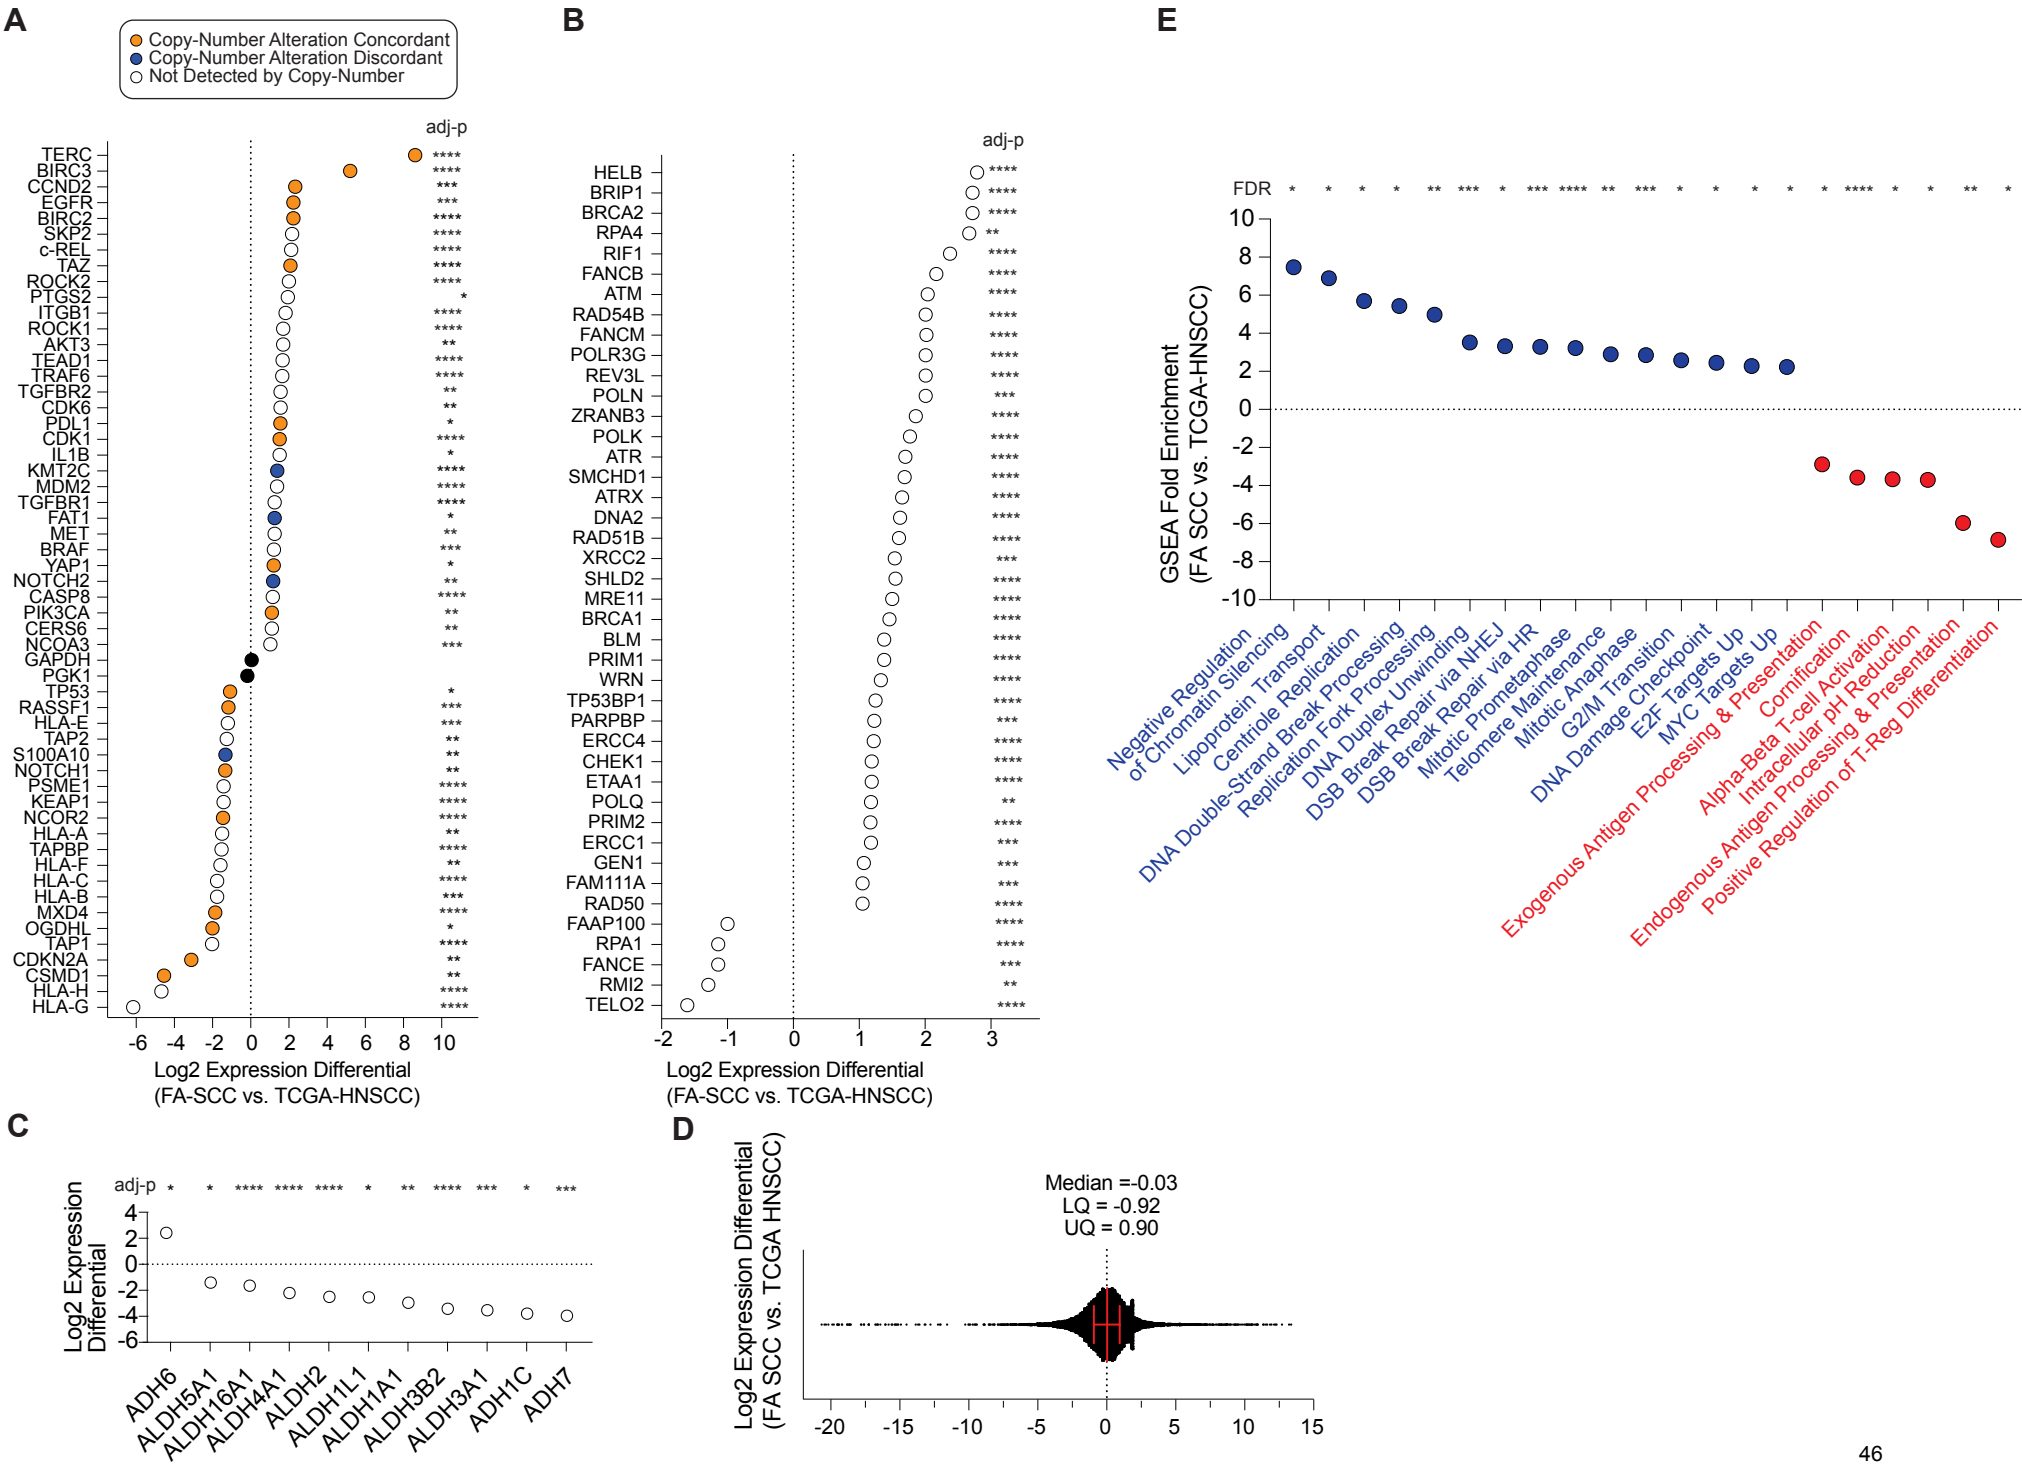 A
Copy-Number Alteration Concordant
Copy-Number Alteration Discordant
Not Detected by Copy-Number
adj-p
TERC ****
BIRC3 ****
CCND2 ***
EGFR ***
BIRC2 ****
SKP2 ****
c-REL ****
TAZ ****
ROCK2 ****
PTGS2 *
ITGB1 ****
ROCK1 ****
AKT3 **
TEAD1 ****
TRAF6 ****
TGFBR2 **
CDK6 **
PDL1 *
CDK1 ****
IL1B *
KMT2C ****
MDM2 ****
TGFBR1 ****
FAT1 *
MET **
BRAF ***
YAP1 *
NOTCH2 **
CASP8 ****
PIK3CA **
CERS6 **
NCOA3 ***
GAPDH
PGK1
TP53 *
RASSF1 ***
HLA-E ***
TAP2 **
S100A10 **
NOTCH1 **
PSME1 ****
KEAP1 ****
NCOR2 ****
HLA-A **
TAPBP ****
HLA-F **
HLA-C ****
HLA-B ***
MXD4 ****
OGDHL *
TAP1 ****
CDKN2A **
CSMD1 **
HLA-H ****
HLA-G ****
-6 -4 -2 0 2 4 6 8 10
Log2 Expression Differential
(FA-SCC vs. TCGA-HNSCC)
B
adj-p
HELB ****
BRIP1 ****
BRCA2 ****
RPA4 **
RIF1 ****
FANCB ****
ATM ****
RAD54B ****
FANCM ****
POLR3G ****
REV3L ****
POLN ***
ZRANB3 ****
POLK ****
ATR ****
SMCHD1 ****
ATRX ****
DNA2 ****
RAD51B ****
XRCC2 ***
SHLD2 ****
MRE11 ****
BRCA1 ****
BLM ****
PRIM1 ****
WRN ****
TP53BP1 ****
PARPBP ***
ERCC4 ****
CHEK1 ****
ETAA1 ****
POLQ **
PRIM2 ****
ERCC1 ***
GEN1 ***
FAM111A ***
RAD50 ****
FAAP100 ****
RPA1 ****
FANCE ***
RMI2 **
TELO2 ****
-2 -1 0 1 2 3
Log2 Expression Differential
(FA-SCC vs. TCGA-HNSCC)
C
adj-p * * **** **** **** * ** **** *** * ***
Log2 Expression
Differential
4
2
0
-2
-4
-6
ADH6
ALDH5A1
ALDH16A1
ALDH4A1
ALDH2
ALDH1L1
ALDH1A1
ALDH3B2
ALDH3A1
ADH1C
ADH7
D
Log2 Expression Differential
(FA SCC vs. TCGA HNSCC)
Median =-0.03
LQ = -0.92
UQ = 0.90
-20 -15 -10 -5 0 5 10 15
E
FDR * * * * ** *** * *** **** ** *** * * * * * **** * * ** *
GSEA Fold Enrichment
(FA SCC vs. TCGA-HNSCC)
10
8
6
4
2
0
-2
-4
-6
-8
-10
Negative Regulation
of Chromatin Silencing
Lipoprotein Transport
Centriole Replication
DNA Double-Strand Break Processing
Replication Fork Processing
DNA Duplex Unwinding
DSB Break Repair via NHEJ
DSB Break Repair via HR
Mitotic Prometaphase
Telomere Maintenance
Mitotic Anaphase
G2/M Transition
DNA Damage Checkpoint
E2F Targets Up
MYC Targets Up
Exogenous Antigen Processing & Presentation
Cornification
Alpha-Beta T-cell Activation
Intracellular pH Reduction
Endogenous Antigen Processing & Presentation
Positive Regulation of T-Reg Differentiation
46